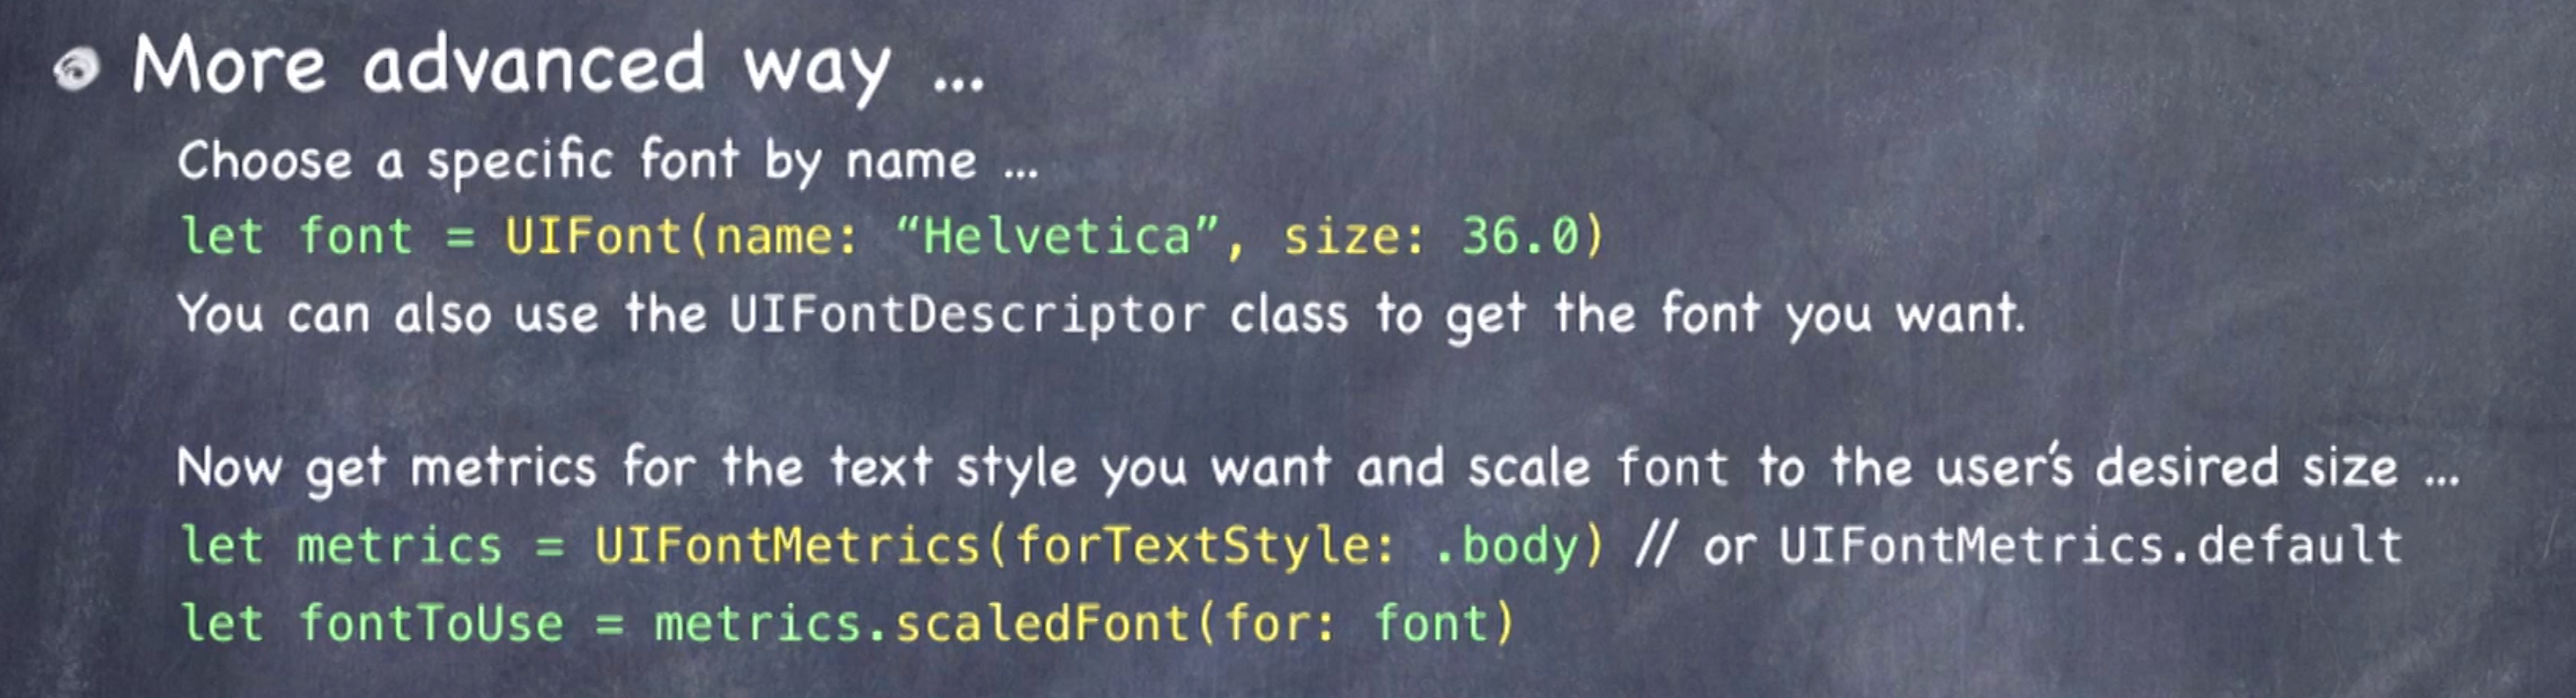 More advanced way ...
Choose a specific font by name ...
let font = UIFont(name: “Helvetica”, size: 36.0)
You can also use the UIFontDescriptor class to get the font you want.
Now get metrics for the text style you want and scale font to the user’s desired size ...
let metrics = UIFontMetrics(forTextStyle: .body) // or UIFontMetrics.default
let fontToUse = metrics.scaledFont(for: font)